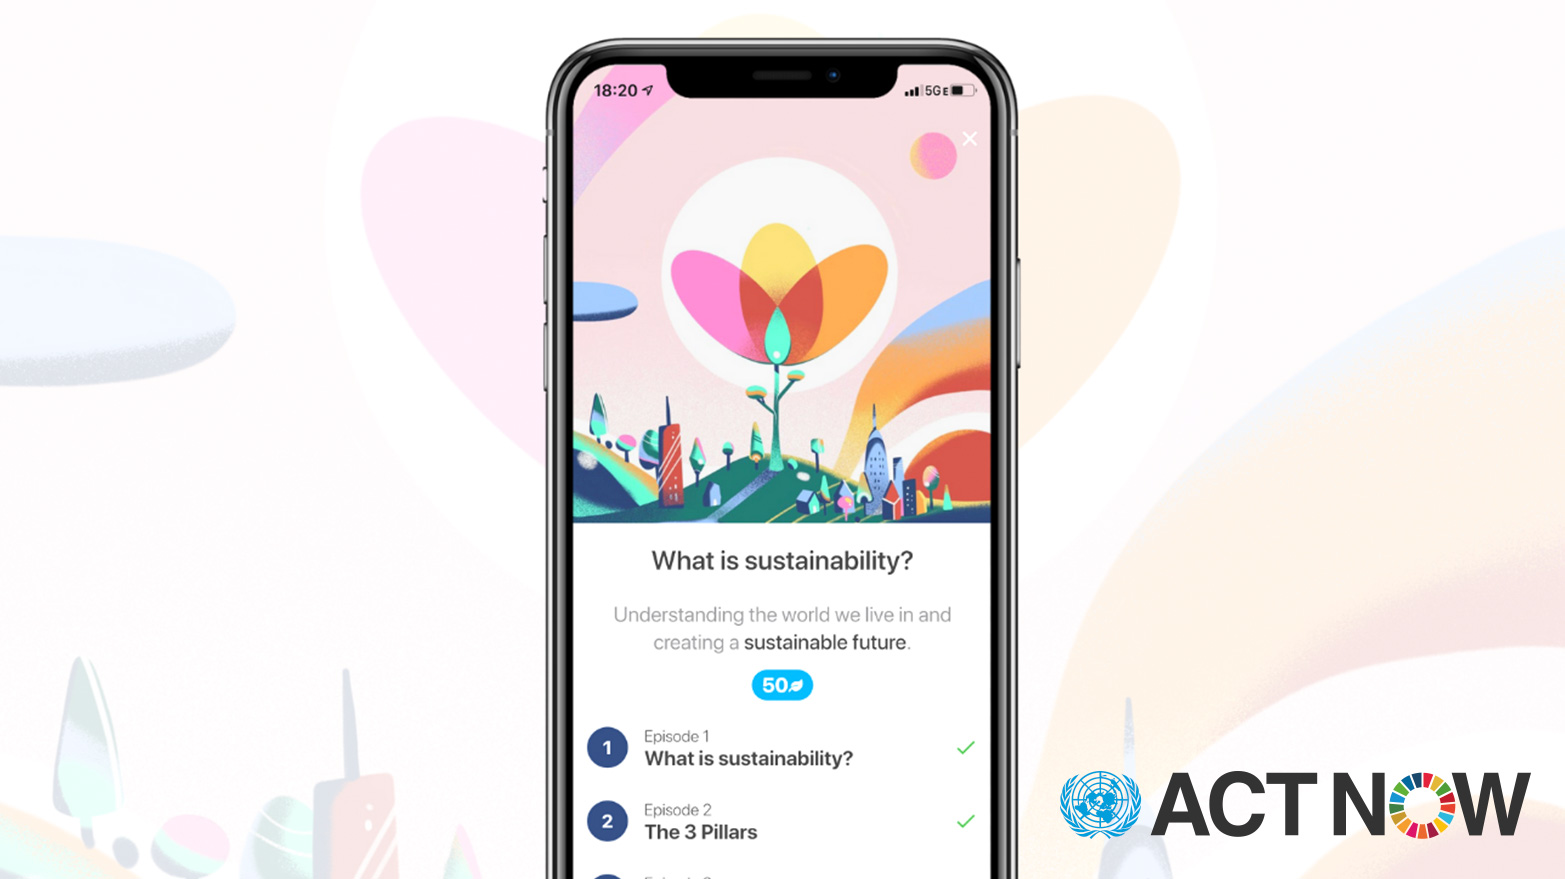 18:20
5GE
What is sustainability?
Understanding the world we live in and
creating a sustainable future.
50
1
Episode 1
What is sustainability?
2
Episode 2
The 3 Pillars
ACT NOW